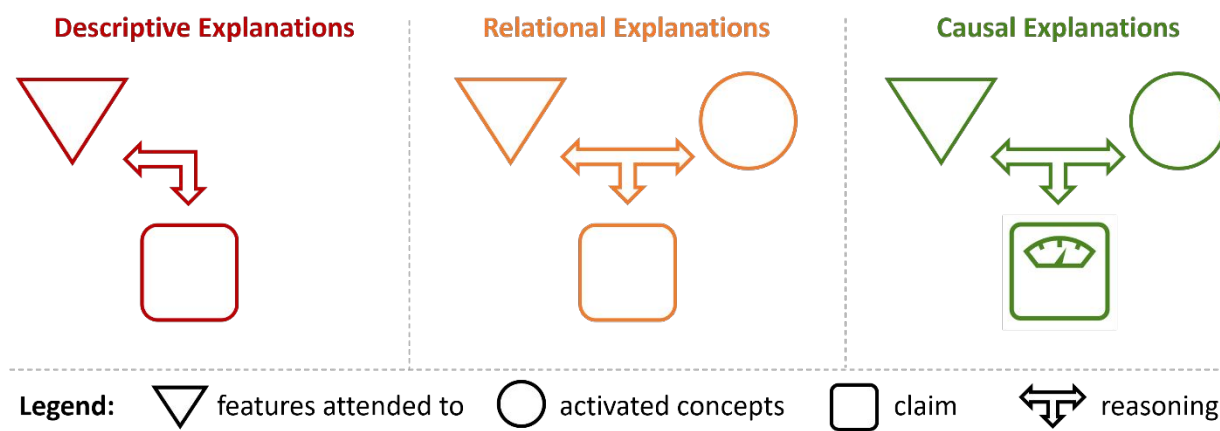 Descriptive Explanations
Relational Explanations
Causal Explanations
Legend: features attended to activated concepts claim reasoning